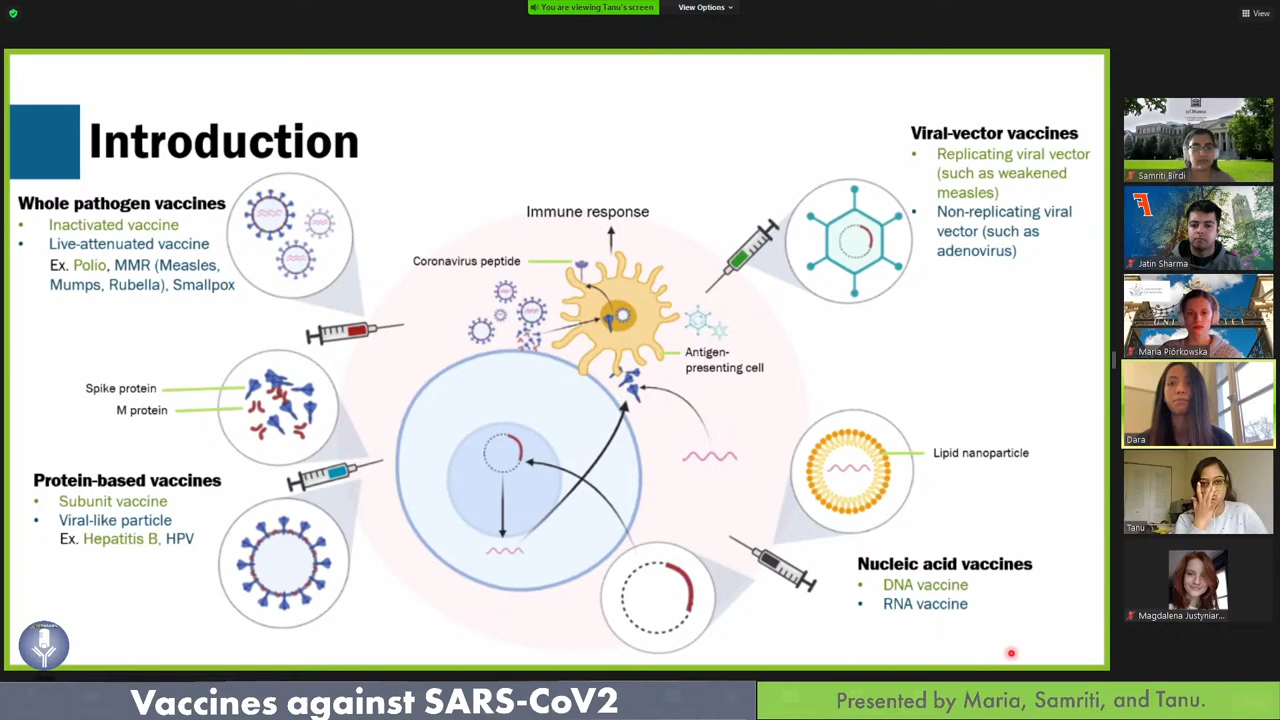 You are viewing Tanu's screen
View Options
View
Introduction
Whole pathogen vaccines
• Inactivated vaccine
• Live-attenuated vaccine
Ex. Polio, MMR (Measles,
Mumps, Rubella), Smallpox
Spike protein
M protein
Protein-based vaccines
• Subunit vaccine
• Viral-like particle
Ex. Hepatitis B, HPV
Immune response
Coronavirus peptide
Antigen-
presenting cell
Viral-vector vaccines
• Replicating viral vector
(such as weakened
measles)
• Non-replicating viral
vector (such as
adenovirus)
Lipid nanoparticle
Nucleic acid vaccines
• DNA vaccine
• RNA vaccine
uOttawa
Samriti Birdi
Jatin Sharma
Maria Piórkowska
Dara
Tanu
Magdalena Justyniar...
Vaccines against SARS-CoV2
Presented by Maria, Samriti, and Tanu.